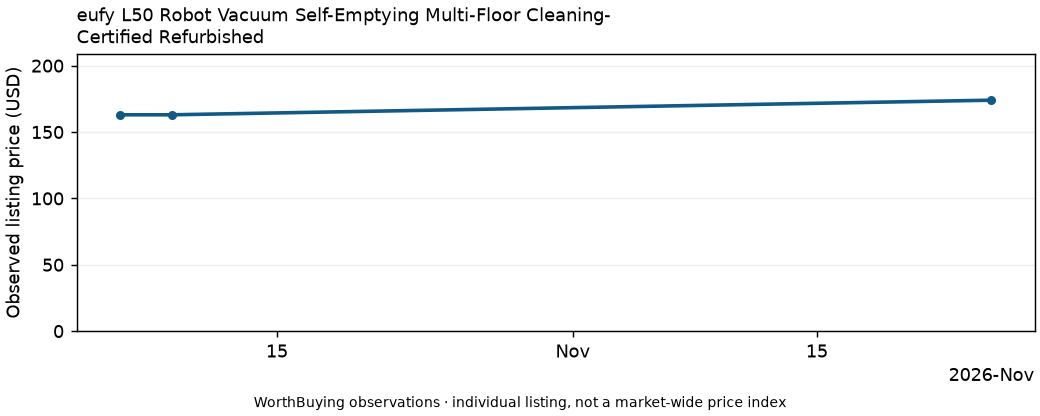 eufy L50 Robot Vacuum Self-Emptying Multi-Floor Cleaning-
Certified Refurbished
Observed listing price (USD)
200
150
100
50
0
15
Nov
15
2026-Nov
WorthBuying observations · individual listing, not a market-wide price index